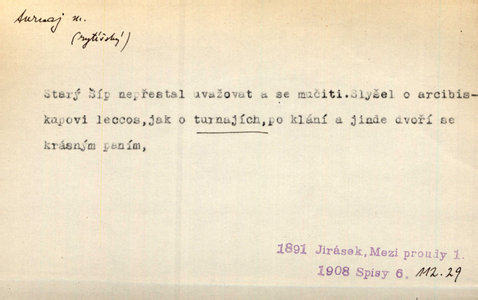 turnaj m.
(rytířský)
Starý Šíp nepřestal uvažovat a se mučiti.Slyšel o arcibis-
kupovi leccos,jak o turnajích,po klání a jinde dvoří se
krásným paním,
1891 Jirásek, Mezi proudy 1.
1908 Spisy 6. 112.29